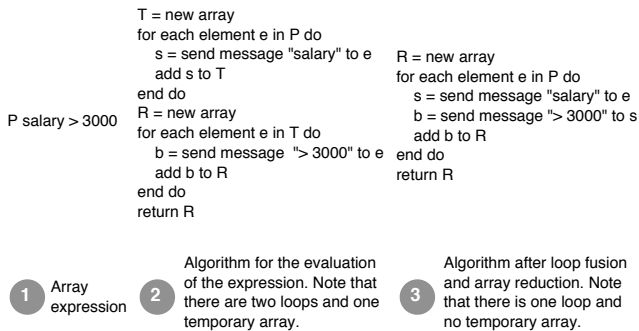 P salary > 3000
T = new array
for each element e in P do
s = send message "salary" to e
add s to T
end do
R = new array
for each element e in T do
b = send message "> 3000" to e
add b to R
end do
return R
R = new array
for each element e in P do
s = send message "salary" to e
b = send message "> 3000" to s
add b to R
end do
return R
1
Array
expression
2
Algorithm for the evaluation
of the expression. Note that
there are two loops and one
temporary array.
3
Algorithm after loop fusion
and array reduction. Note
that there is one loop and
no temporary array.